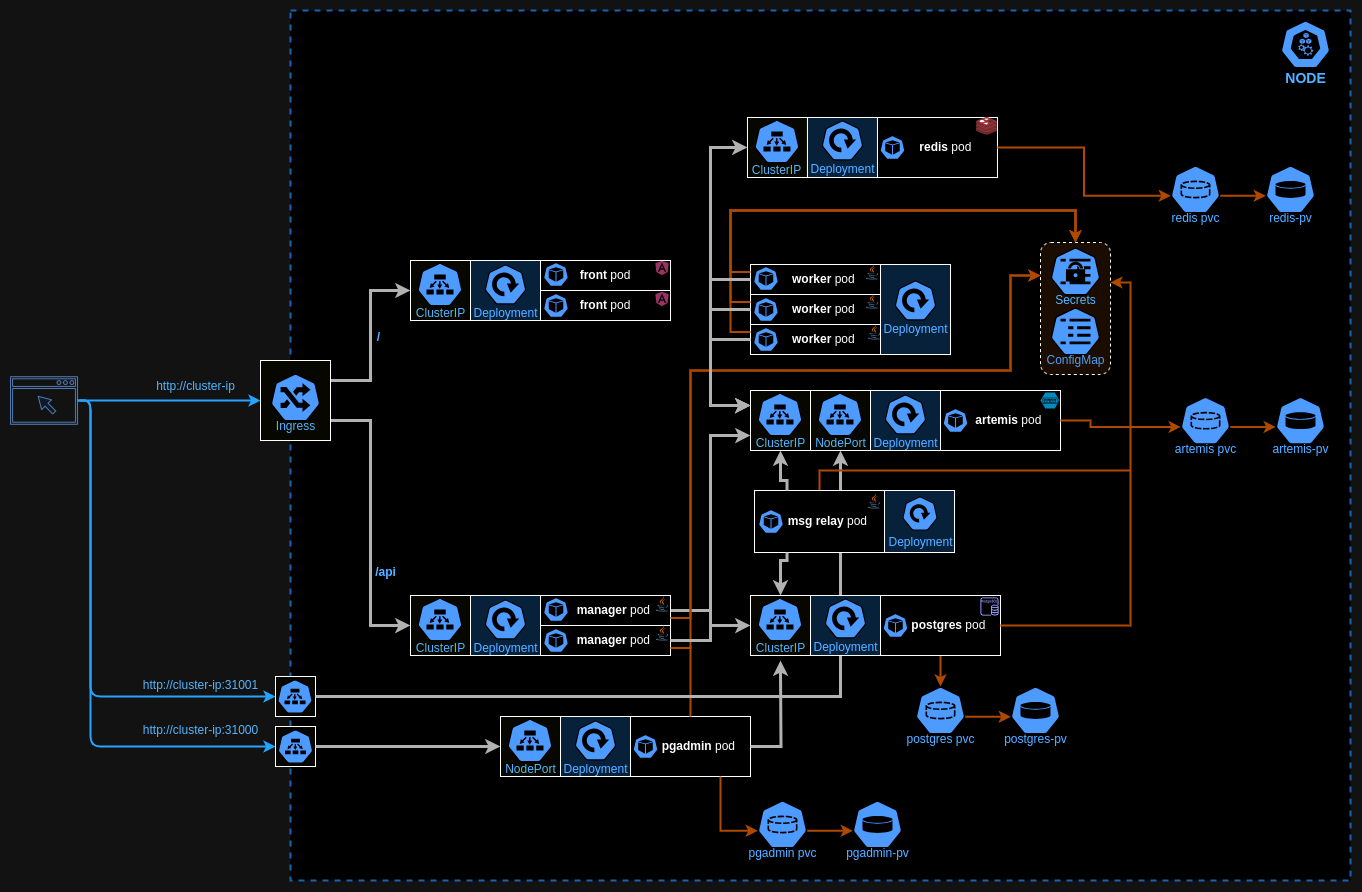 NODE
ClusterIP
Deployment
redis pod
redis pvc
redis-pv
ClusterIP
Deployment
front pod
front pod
worker pod
worker pod
worker pod
Deployment
Secrets
ConfigMap
/
http://cluster-ip
Ingress
ClusterIP
NodePort
Deployment
artemis pod
artemis pvc
artemis-pv
msg relay pod
Deployment
/api
ClusterIP
Deployment
manager pod
manager pod
ClusterIP
Deployment
postgres pod
http://cluster-ip:31001
http://cluster-ip:31000
postgres pvc
postgres-pv
NodePort
Deployment
pgadmin pod
pgadmin pvc
pgadmin-pv